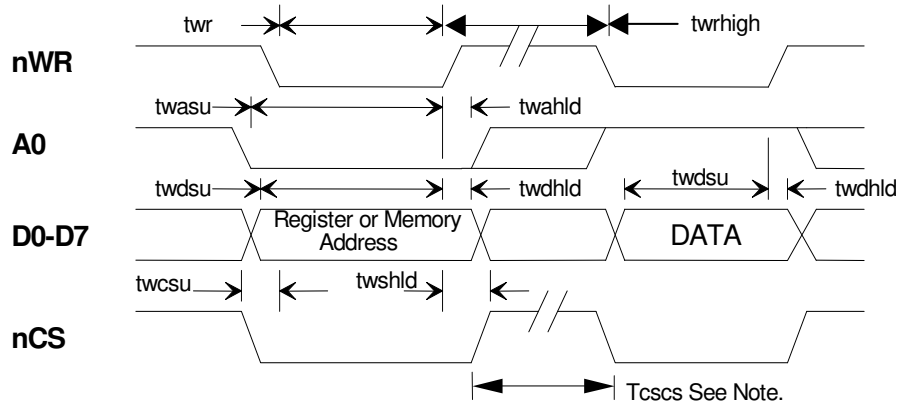 twr
twrhigh
nWR
twasu
twahld
A0
twdsu
twdhld
twdsu
twdhld
D0-D7
Register or Memory
Address
DATA
twcsu
twshld
nCS
Tcscs See Note.